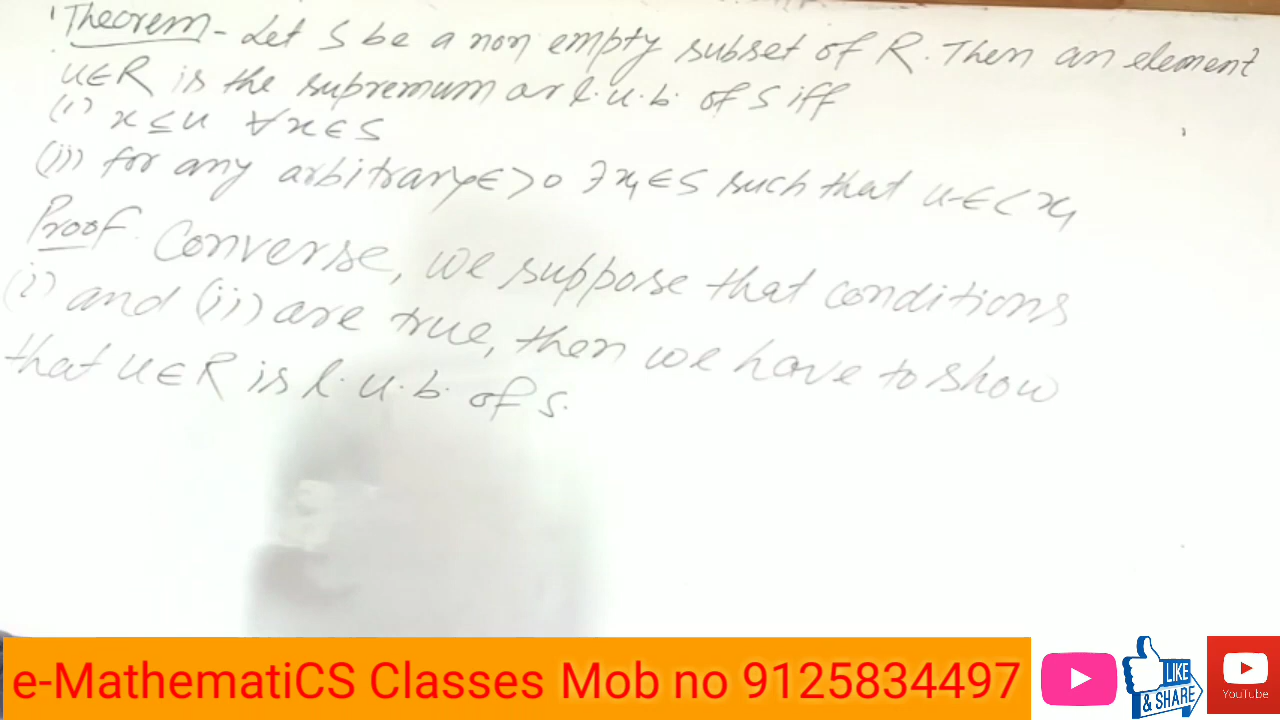 Theorem - Let S be a non empty subset of R. Then an element
u∈R is the supremum or l.u.b. of S iff
(i) x ≤ u ∀ x ∈ S
(ii) for any arbitrary ∈ > 0 ∃ x₁ ∈ S such that u-∈ < x₁
Proof. Converse, we suppose that conditions
(i) and (ii) are true, then we have to show
that u∈R is l.u.b. of S.
e-MathematiCS Classes Mob no 9125834497
LIKE
& SHARE
YouTube